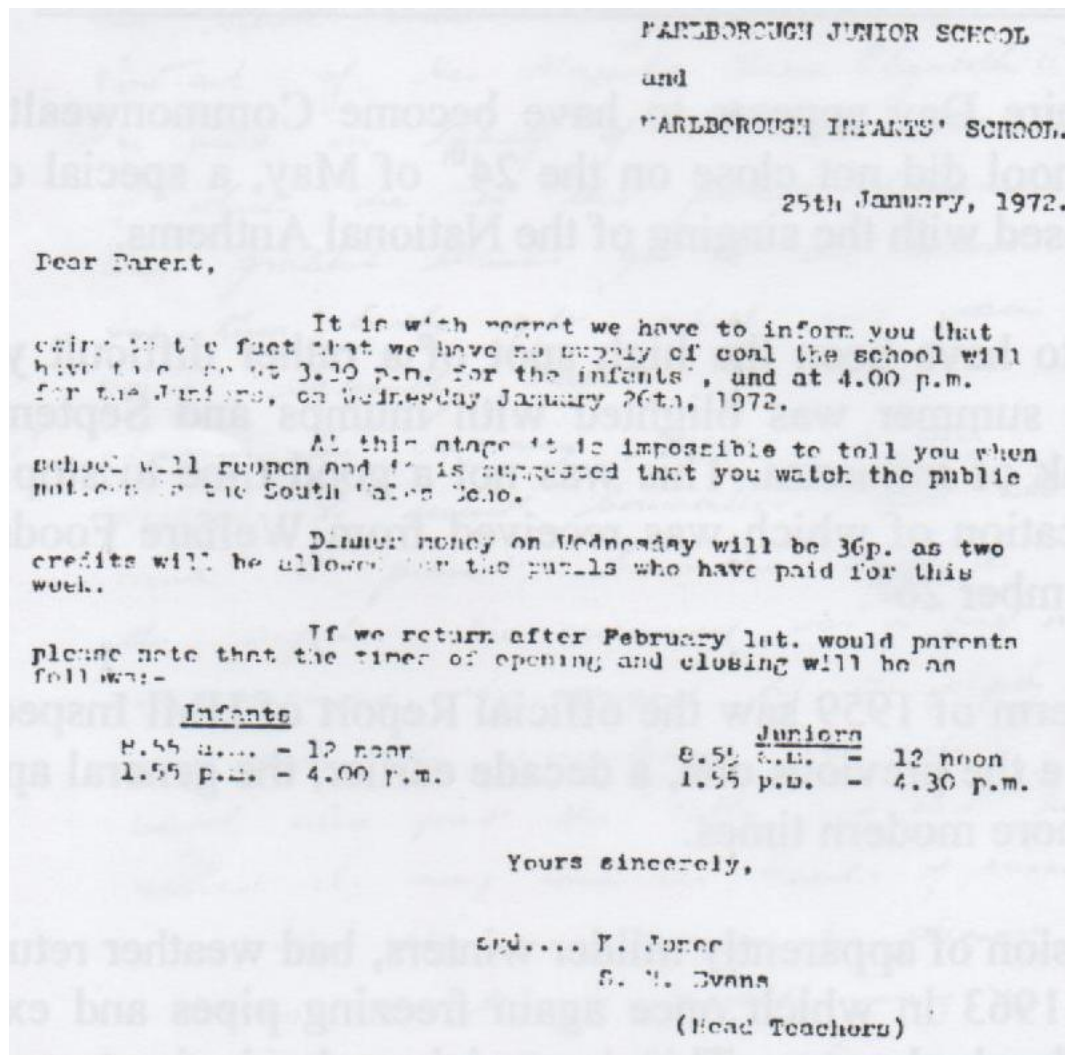 MARLBOROUGH JUNIOR SCHOOL
and
MARLBOROUGH INFANTS' SCHOOL.
25th January, 1972.
Dear Parent,
It is with regret we have to inform you that
owing to the fact that we have no supply of coal the school will
have to close at 3.30 p.m. for the infants', and at 4.00 p.m.
for the Juniors, on Wednesday January 26th, 1972.
At this stage it is impossible to tell you when
school will reopen and it is suggested that you watch the public
notices in the South Wales Echo.
Dinner money on Wednesday will be 36p. as two
credits will be allowed for the pupils who have paid for this
week.
If we return after February 1st. would parents
please note that the times of opening and closing will be as
follows:-
Infants
8.55 a.m. - 12 noon
1.55 p.m. - 4.00 p.m.
Juniors
8.55 a.m. - 12 noon
1.55 p.m. - 4.30 p.m.
Yours sincerely,
Jones
Evans
(Head Teachers)